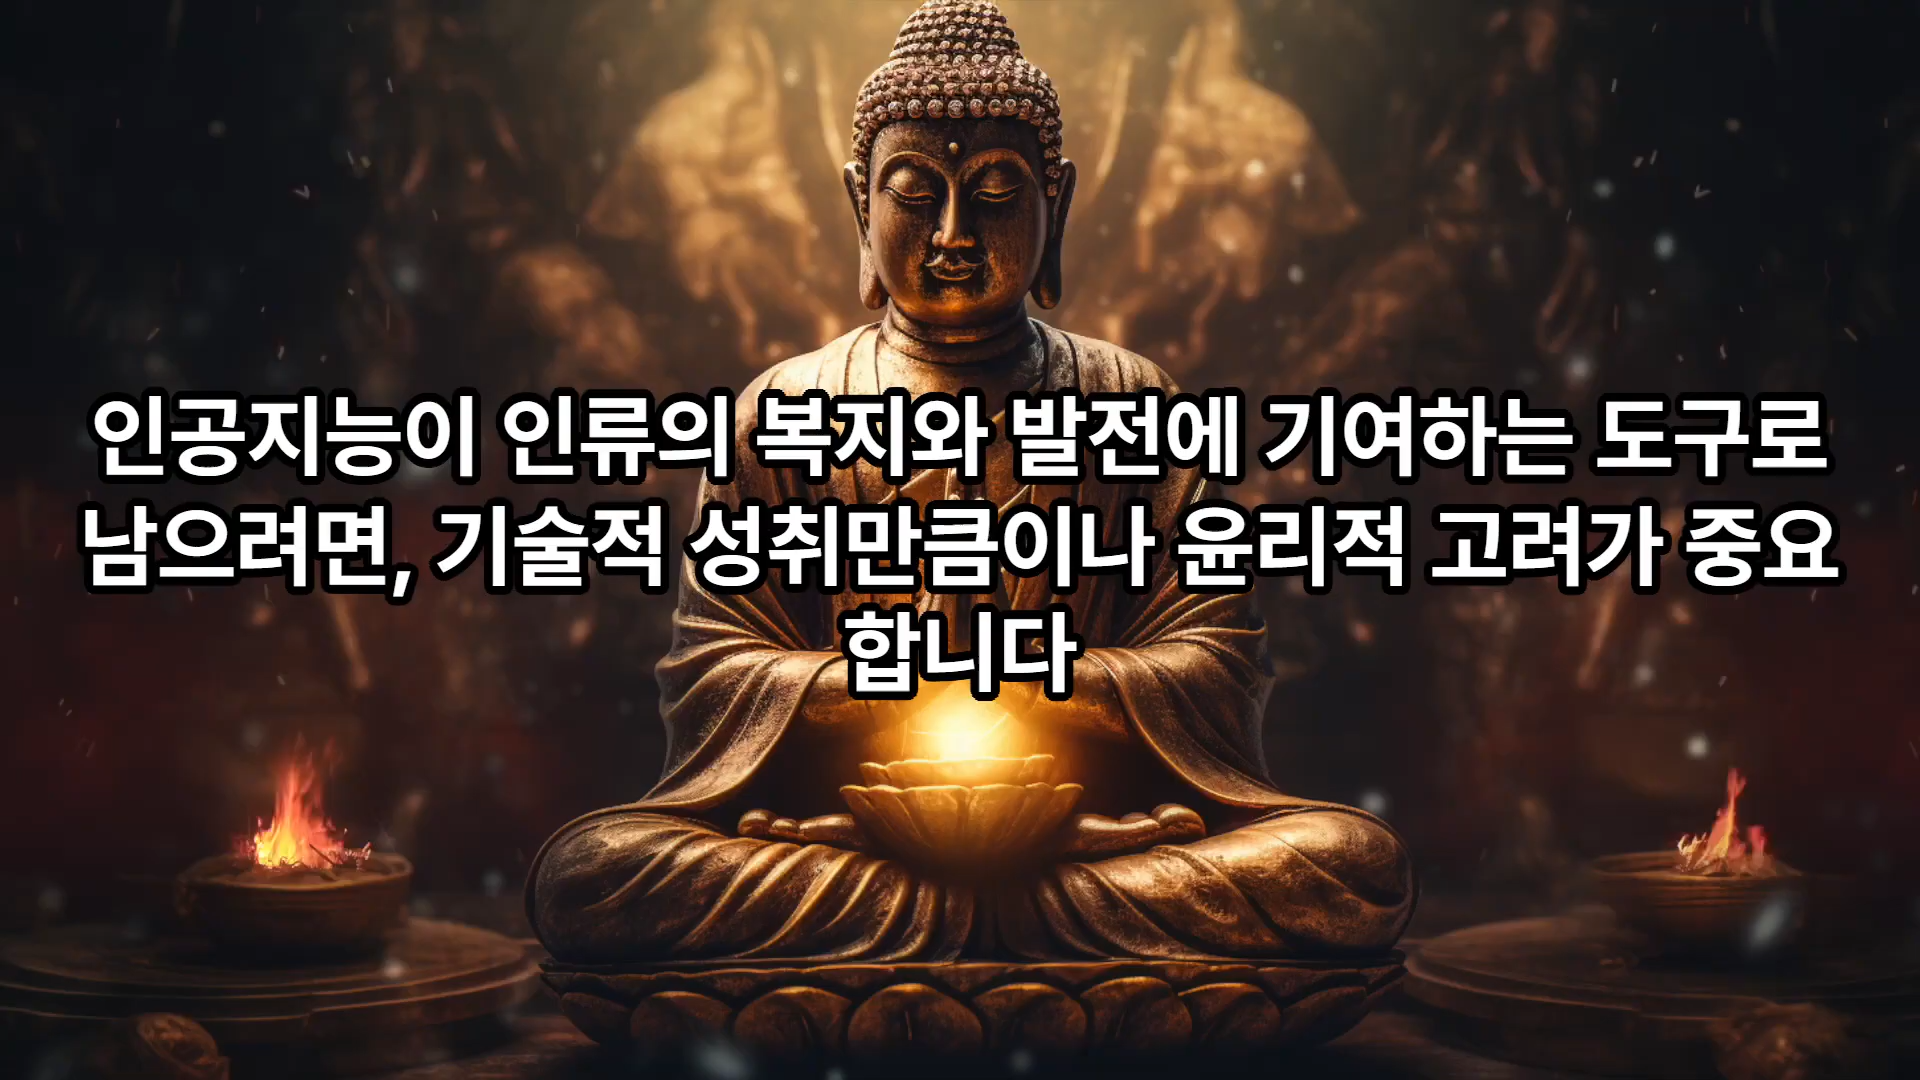 인공지능이 인류의 복지와 발전에 기여하는 도구로
남으려면, 기술적 성취만큼이나 윤리적 고려가 중요
합니다